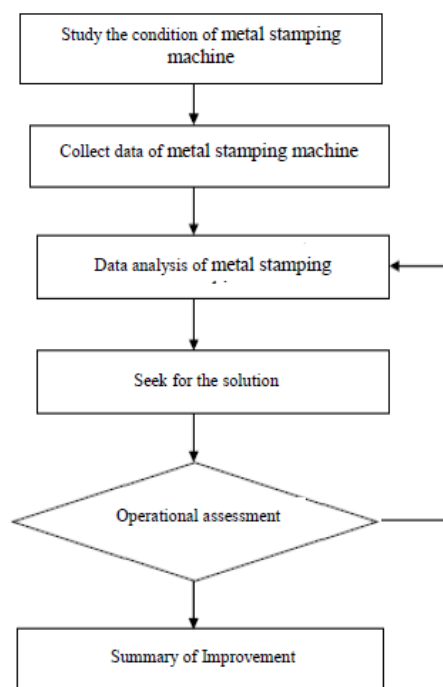 Study the condition of metal stamping
machine
Collect data of metal stamping machine
Data analysis of metal stamping
Seek for the solution
Operational assessment
Summary of Improvement